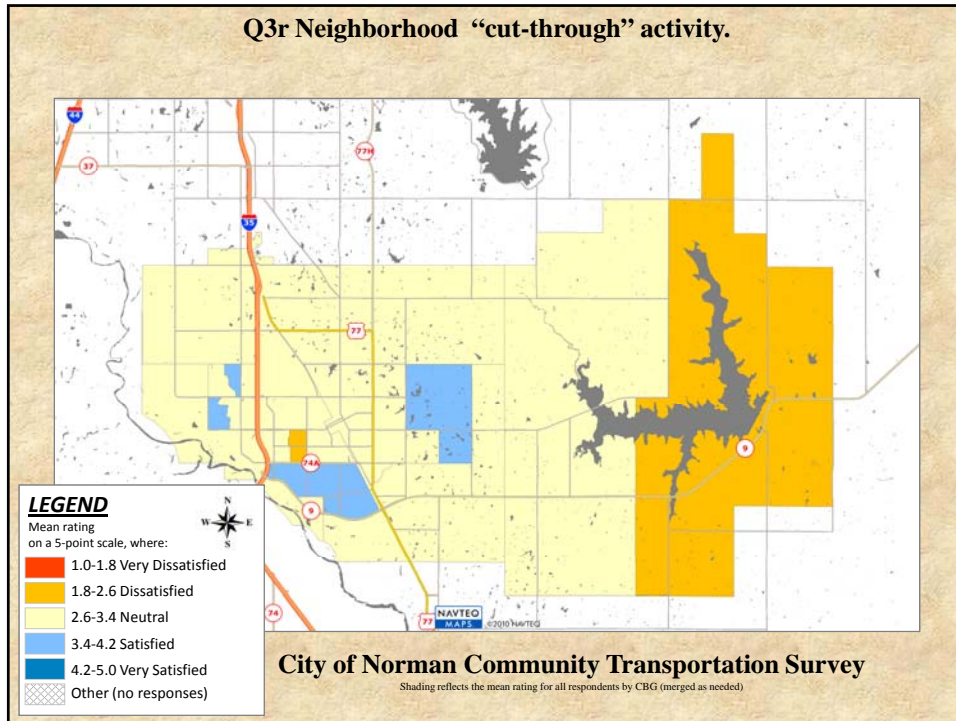 Q3r Neighborhood “cut-through” activity.
44
37
77H
35
77
74A
9
9
74
77
NAVTEQ
MAPS
©2010 NAVTEQ
LEGEND
N
W E
S
Mean rating
on a 5-point scale, where:
1.0-1.8 Very Dissatisfied
1.8-2.6 Dissatisfied
2.6-3.4 Neutral
3.4-4.2 Satisfied
4.2-5.0 Very Satisfied
Other (no responses)
City of Norman Community Transportation Survey
Shading reflects the mean rating for all respondents by CBG (merged as needed)